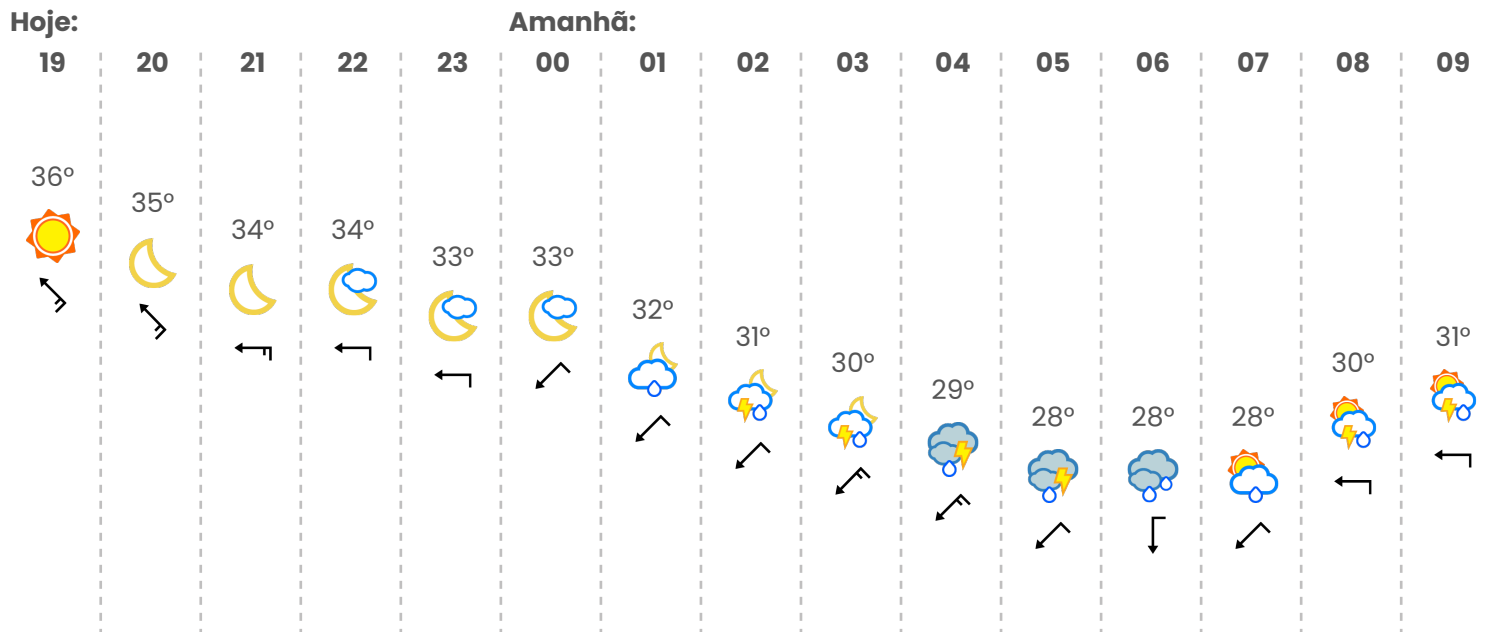 Hoje: Amanhã:
19 20 21 22 23 00 01 02 03 04 05 06 07 08 09
36º
35º
34º 34º
33º 33º
32º
31º 31º
30º 30º
29º
28º 28º 28º